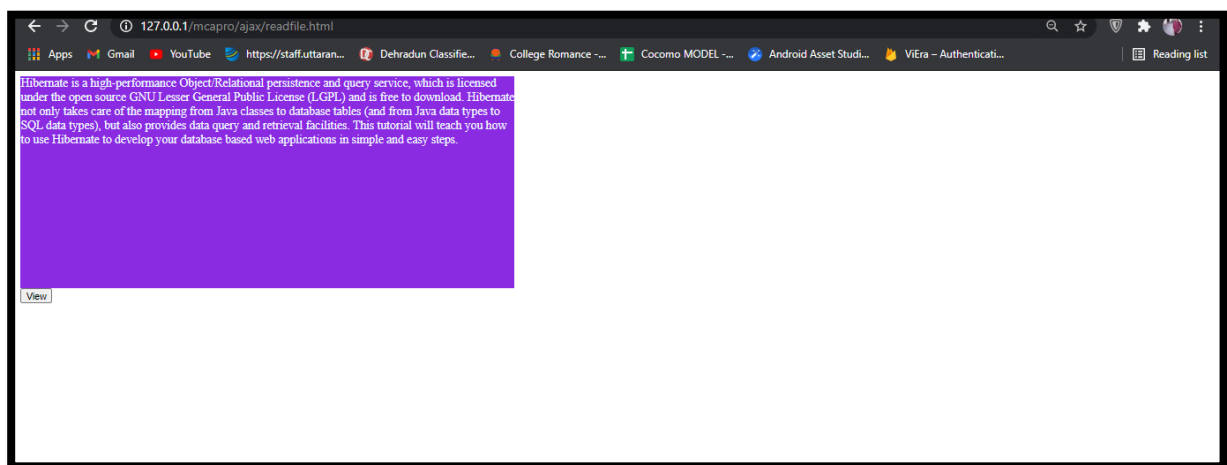 127.0.0.1/mcapro/ajax/readfile.html
Apps Gmail YouTube https://staff.uttaran... Dehradun Classifie... College Romance -... Cocomo MODEL -... Android Asset Studi... ViEra – Authenticati... Reading list
Hibernate is a high-performance Object/Relational persistence and query service, which is licensed
under the open source GNU Lesser General Public License (LGPL) and is free to download. Hibernate
not only takes care of the mapping from Java classes to database tables (and from Java data types to
SQL data types), but also provides data query and retrieval facilities. This tutorial will teach you how
to use Hibernate to develop your database based web applications in simple and easy steps.
View